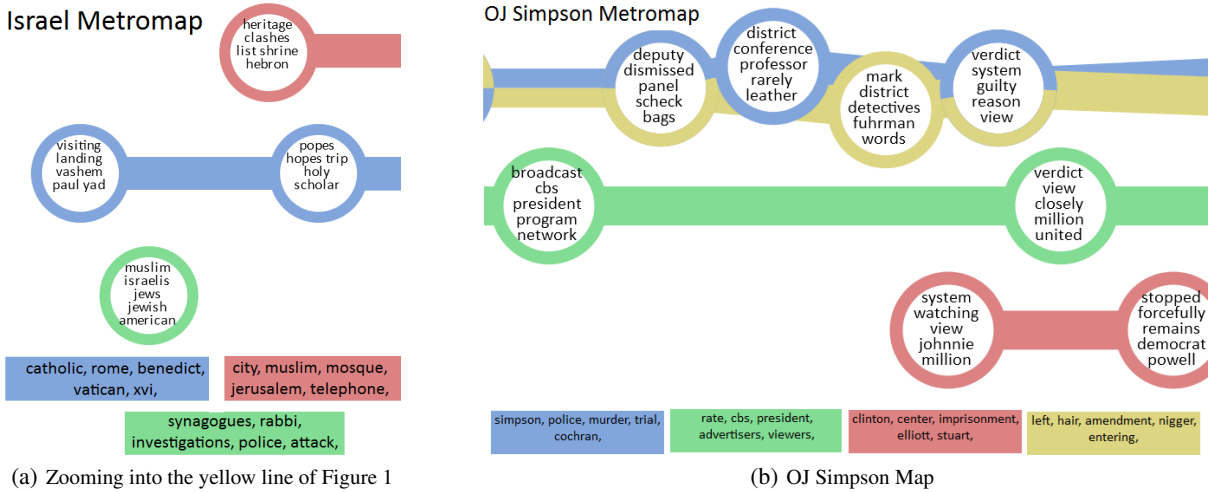 Israel Metromap
heritage
clashes
list shrine
hebron
visiting
landing
vashem
paul yad
popes
hopes trip
holy
scholar
muslim
israelis
jews
jewish
american
catholic, rome, benedict,
vatican, xvi,
city, muslim, mosque,
jerusalem, telephone,
synagogues, rabbi,
investigations, police, attack,
(a) Zooming into the yellow line of Figure 1
OJ Simpson Metromap
deputy
dismissed
panel
scheck
bags
district
conference
professor
rarely
leather
mark
district
detectives
fuhrman
words
verdict
system
guilty
reason
view
broadcast
cbs
president
program
network
verdict
view
closely
million
united
system
watching
view
johnnie
million
stopped
forcefully
remains
democrat
powell
simpson, police, murder, trial,
cochran,
rate, cbs, president,
advertisers, viewers,
clinton, center, imprisonment,
elliott, stuart,
left, hair, amendment, nigger,
entering,
(b) OJ Simpson Map